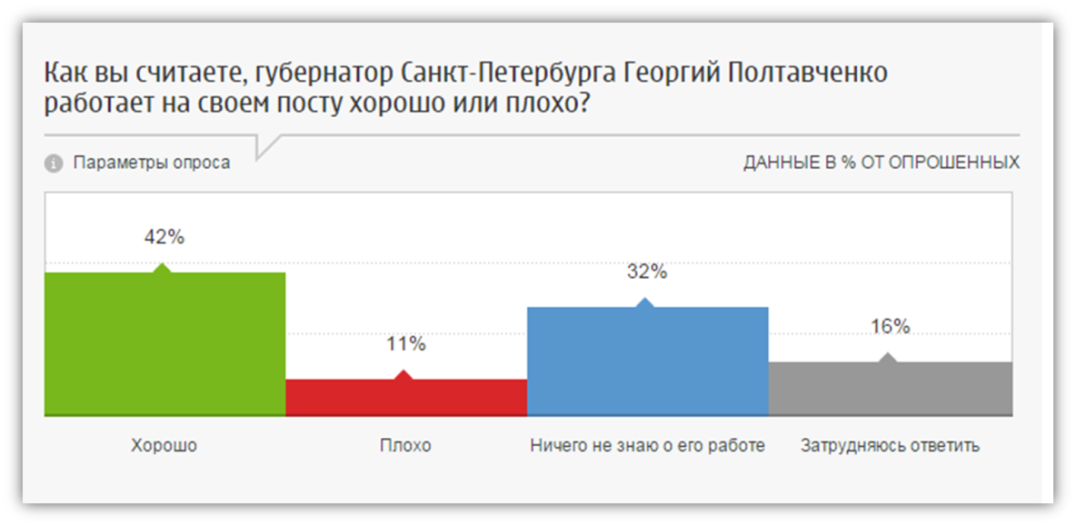 Как вы считаете, губернатор Санкт-Петербурга Георгий Полтавченко
работает на своем посту хорошо или плохо?
Параметры опроса
ДАННЫЕ В % ОТ ОПРОШЕННЫХ
42%
11%
32%
16%
Хорошо
Плохо
Ничего не знаю о его работе
Затрудняюсь ответить